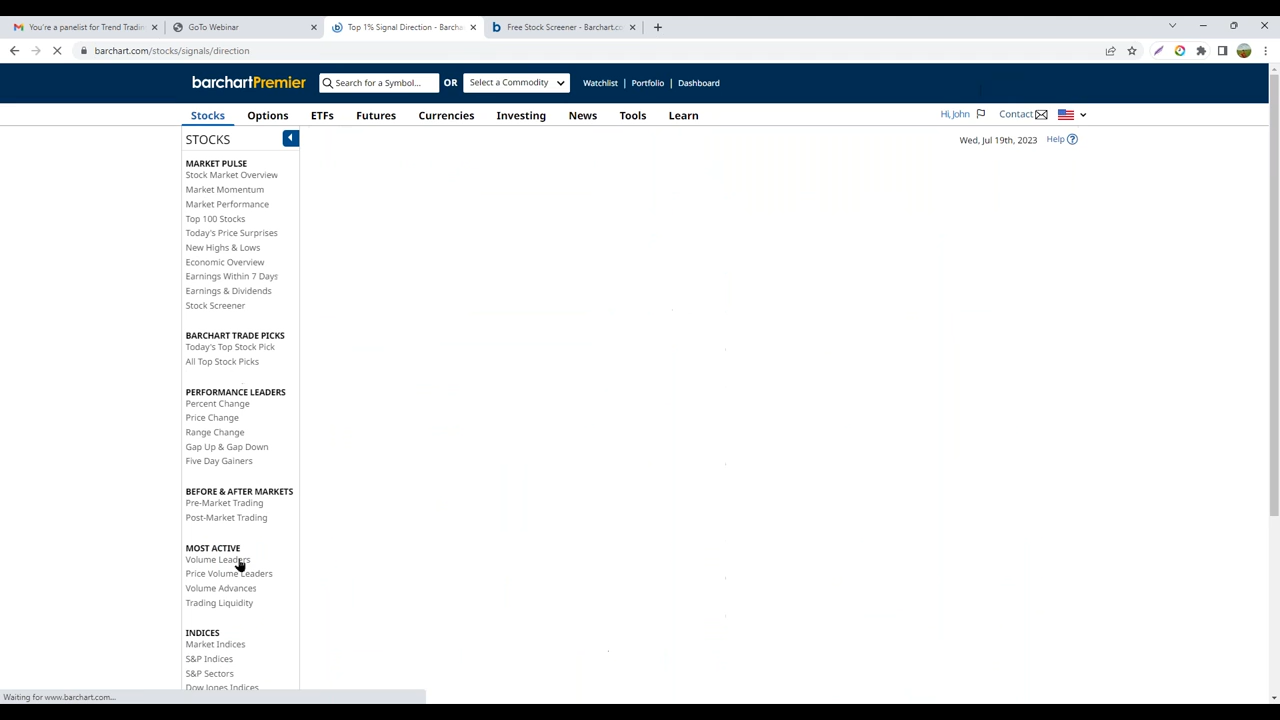 You're a panelist for Trend Tradin
GoTo Webinar
Top 1% Signal Direction - Barcha
Free Stock Screener - Barchart.co
barchart.com/stocks/signals/direction
barchartPremier
Search for a Symbol...
OR
Select a Commodity
Watchlist | Portfolio | Dashboard
Stocks Options ETFs Futures Currencies Investing News Tools Learn
Hi, John
Contact
STOCKS
Wed, Jul 19th, 2023
Help ?
MARKET PULSE
Stock Market Overview
Market Momentum
Market Performance
Top 100 Stocks
Today's Price Surprises
New Highs & Lows
Economic Overview
Earnings Within 7 Days
Earnings & Dividends
Stock Screener
BARCHART TRADE PICKS
Today's Top Stock Pick
All Top Stock Picks
PERFORMANCE LEADERS
Percent Change
Price Change
Range Change
Gap Up & Gap Down
Five Day Gainers
BEFORE & AFTER MARKETS
Pre-Market Trading
Post-Market Trading
MOST ACTIVE
Volume Leaders
Price Volume Leaders
Volume Advances
Trading Liquidity
INDICES
Market Indices
S&P Indices
S&P Sectors
Dow Jones Indices
Waiting for www.barchart.com...